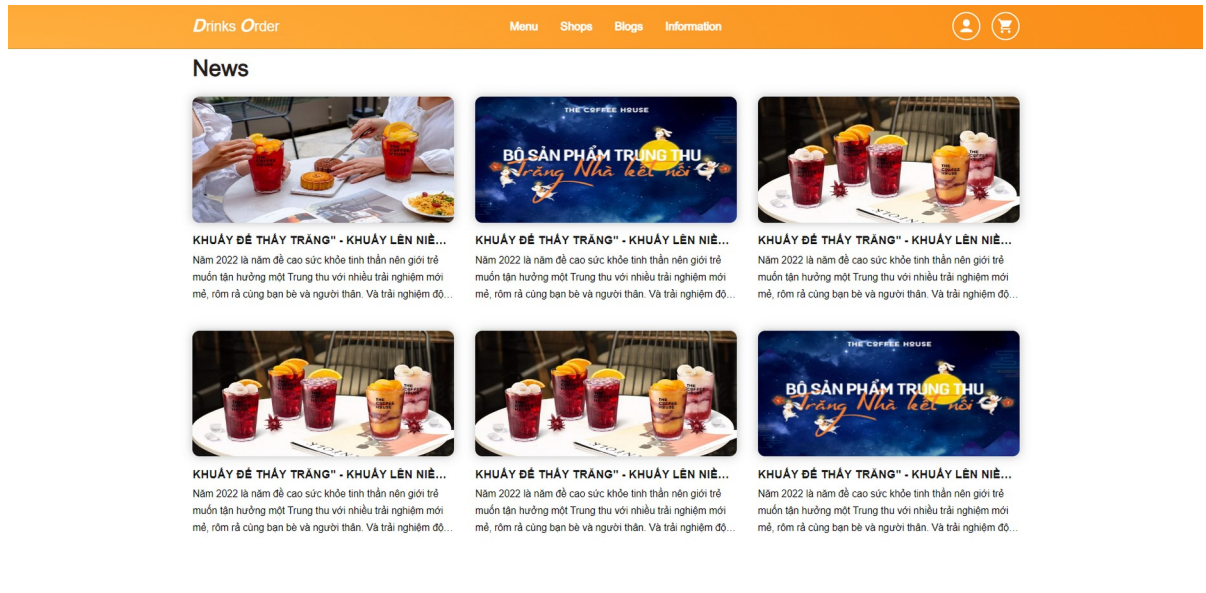 Drinks Order
Menu Shops Blogs Information
News
THE COFFEE HOUSE
BỘ SẢN PHẨM TRUNG THU
Trăng Nhà kết nối
KHUẤY ĐỂ THẤY TRĂNG" - KHUẤY LÊN NIÈ...
Năm 2022 là năm đề cao sức khỏe tinh thần nên giới trẻ
muốn tận hưởng một Trung thu với nhiều trải nghiệm mới
mẻ, rôm rả cùng bạn bè và người thân. Và trải nghiệm độ...
KHUẤY ĐỂ THẤY TRĂNG" - KHUẤY LÊN NIÈ...
Năm 2022 là năm đề cao sức khỏe tinh thần nên giới trẻ
muốn tận hưởng một Trung thu với nhiều trải nghiệm mới
mẻ, rôm rả cùng bạn bè và người thân. Và trải nghiệm độ...
KHUẤY ĐỂ THẤY TRĂNG" - KHUẤY LÊN NIÈ...
Năm 2022 là năm đề cao sức khỏe tinh thần nên giới trẻ
muốn tận hưởng một Trung thu với nhiều trải nghiệm mới
mẻ, rôm rả cùng bạn bè và người thân. Và trải nghiệm độ...
THE COFFEE HOUSE
BỘ SẢN PHẨM TRUNG THU
Trăng Nhà kết nối
KHUẤY ĐỂ THẤY TRĂNG" - KHUẤY LÊN NIÈ...
Năm 2022 là năm đề cao sức khỏe tinh thần nên giới trẻ
muốn tận hưởng một Trung thu với nhiều trải nghiệm mới
mẻ, rôm rả cùng bạn bè và người thân. Và trải nghiệm độ...
KHUẤY ĐỂ THẤY TRĂNG" - KHUẤY LÊN NIÈ...
Năm 2022 là năm đề cao sức khỏe tinh thần nên giới trẻ
muốn tận hưởng một Trung thu với nhiều trải nghiệm mới
mẻ, rôm rả cùng bạn bè và người thân. Và trải nghiệm độ...
KHUẤY ĐỂ THẤY TRĂNG" - KHUẤY LÊN NIÈ...
Năm 2022 là năm đề cao sức khỏe tinh thần nên giới trẻ
muốn tận hưởng một Trung thu với nhiều trải nghiệm mới
mẻ, rôm rả cùng bạn bè và người thân. Và trải nghiệm độ...